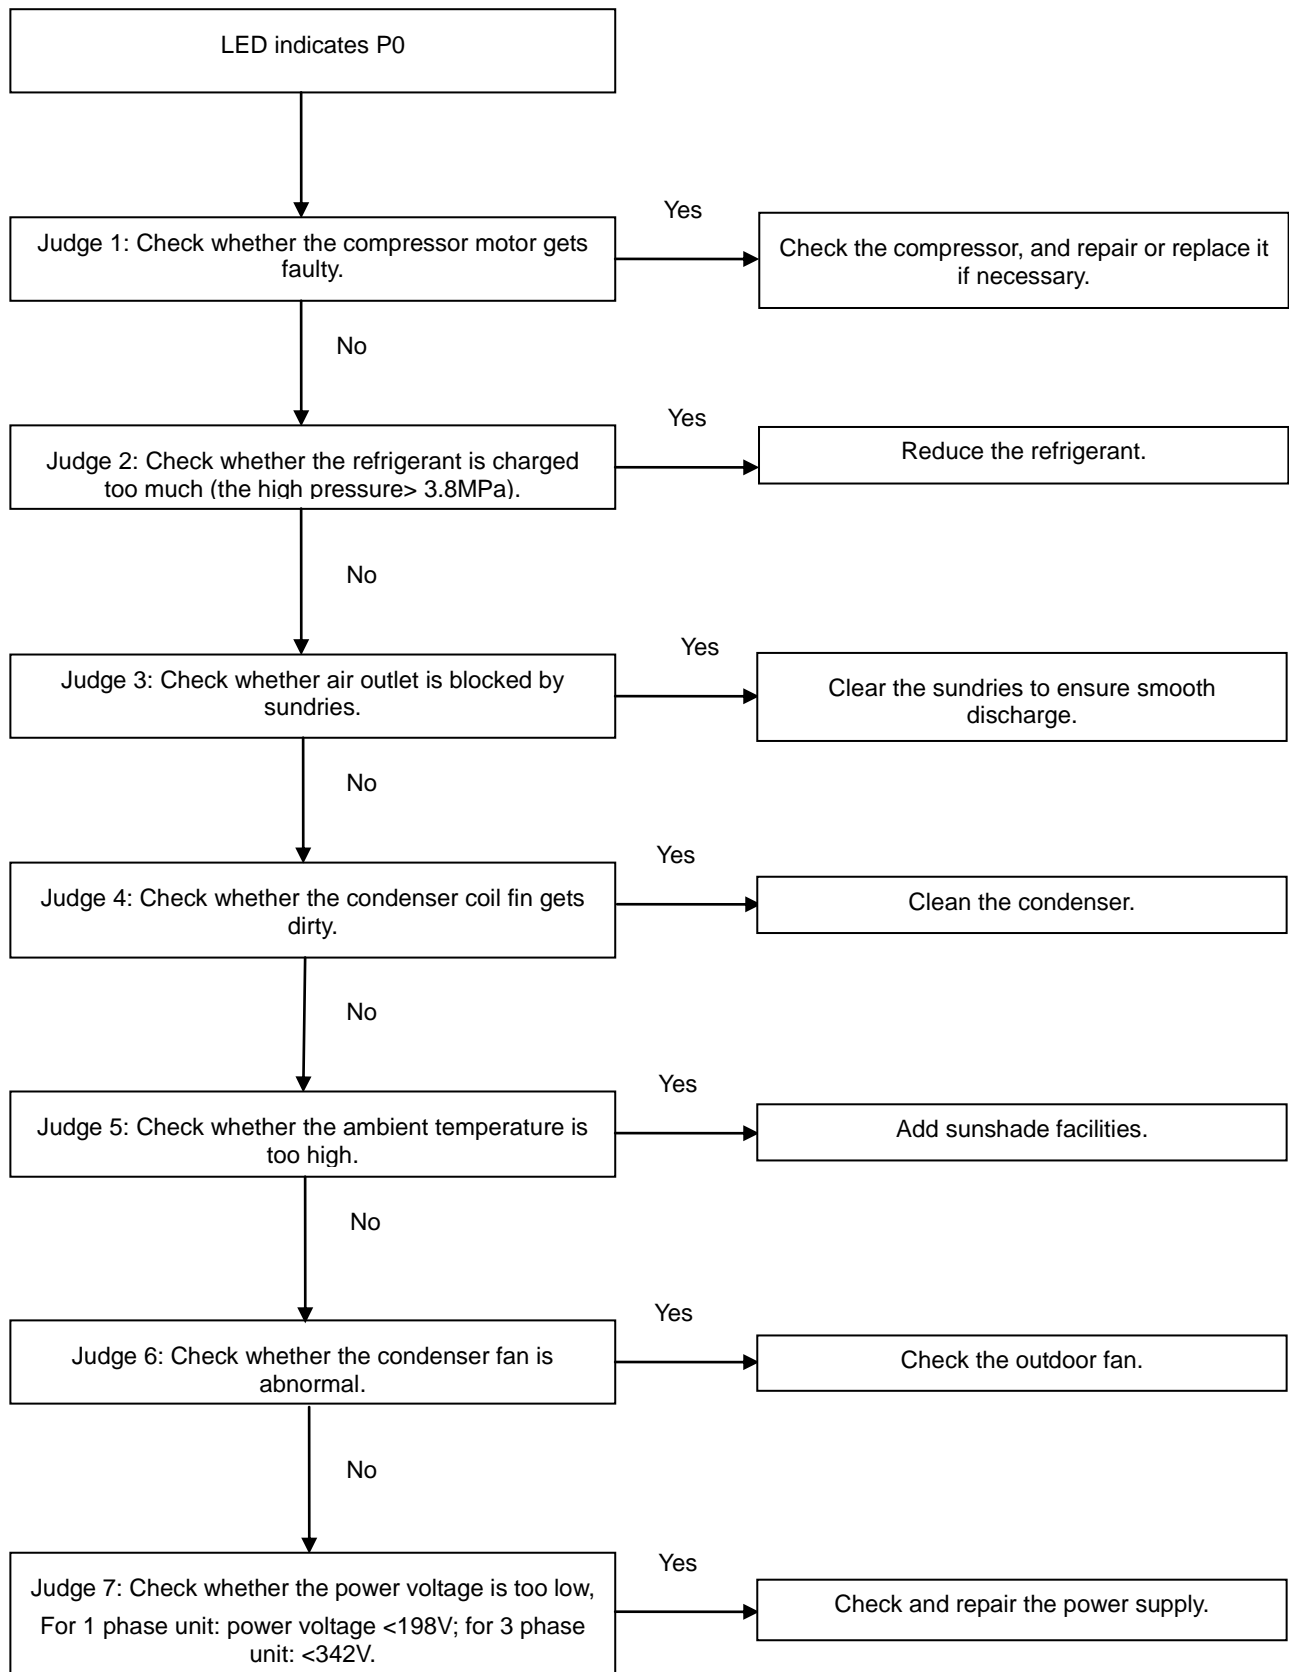 LED indicates P0
Yes
Judge 1: Check whether the compressor motor gets
faulty.
Check the compressor, and repair or replace it
if necessary.
No
Yes
Judge 2: Check whether the refrigerant is charged
too much (the high pressure> 3.8MPa).
Reduce the refrigerant.
No
Yes
Judge 3: Check whether air outlet is blocked by
sundries.
Clear the sundries to ensure smooth
discharge.
No
Yes
Judge 4: Check whether the condenser coil fin gets
dirty.
Clean the condenser.
No
Yes
Judge 5: Check whether the ambient temperature is
too high.
Add sunshade facilities.
No
Yes
Judge 6: Check whether the condenser fan is
abnormal.
Check the outdoor fan.
No
Yes
Judge 7: Check whether the power voltage is too low,
For 1 phase unit: power voltage <198V; for 3 phase
unit: <342V.
Check and repair the power supply.